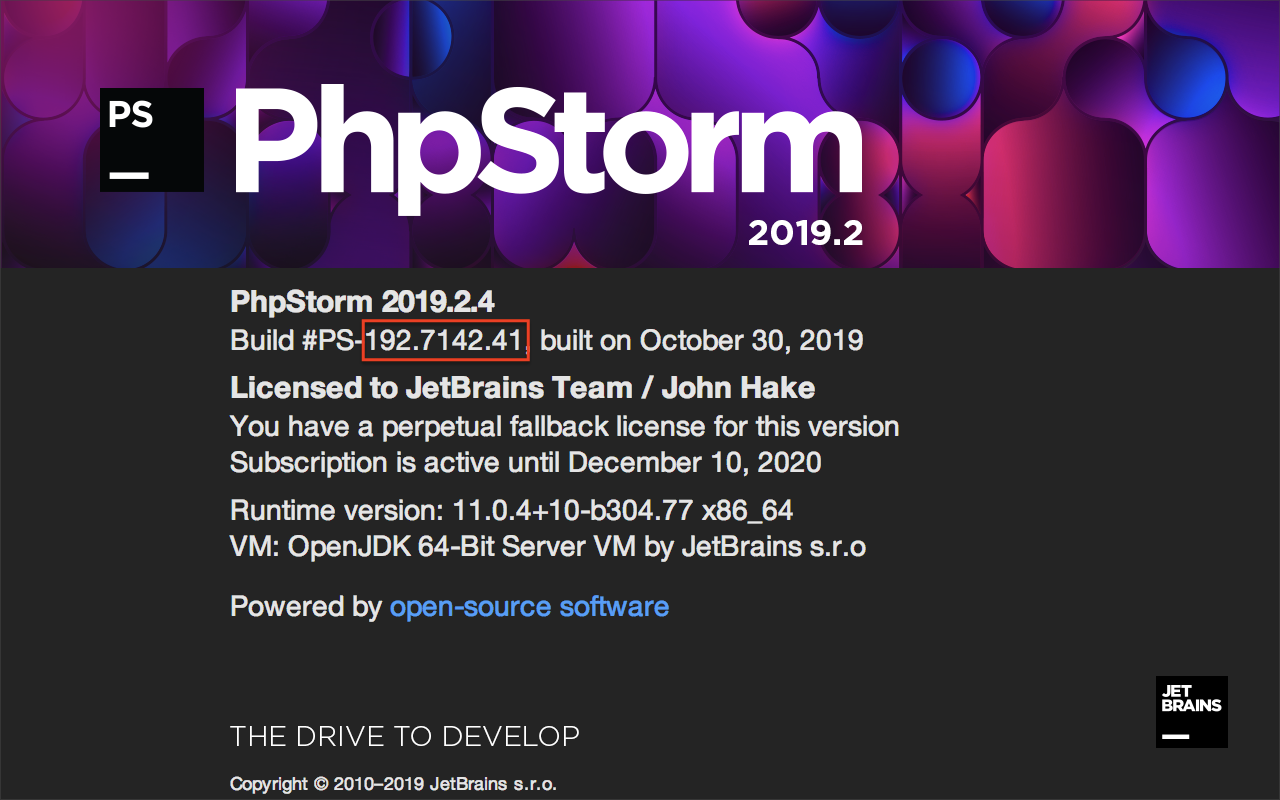 PS
PhpStorm
2019.2
PhpStorm 2019.2.4
Build #PS-192.7142.41, built on October 30, 2019
Licensed to JetBrains Team / John Hake
You have a perpetual fallback license for this version
Subscription is active until December 10, 2020
Runtime version: 11.0.4+10-b304.77 x86_64
VM: OpenJDK 64-Bit Server VM by JetBrains s.r.o
Powered by open-source software
JET
BRAINS
THE DRIVE TO DEVELOP
Copyright © 2010–2019 JetBrains s.r.o.